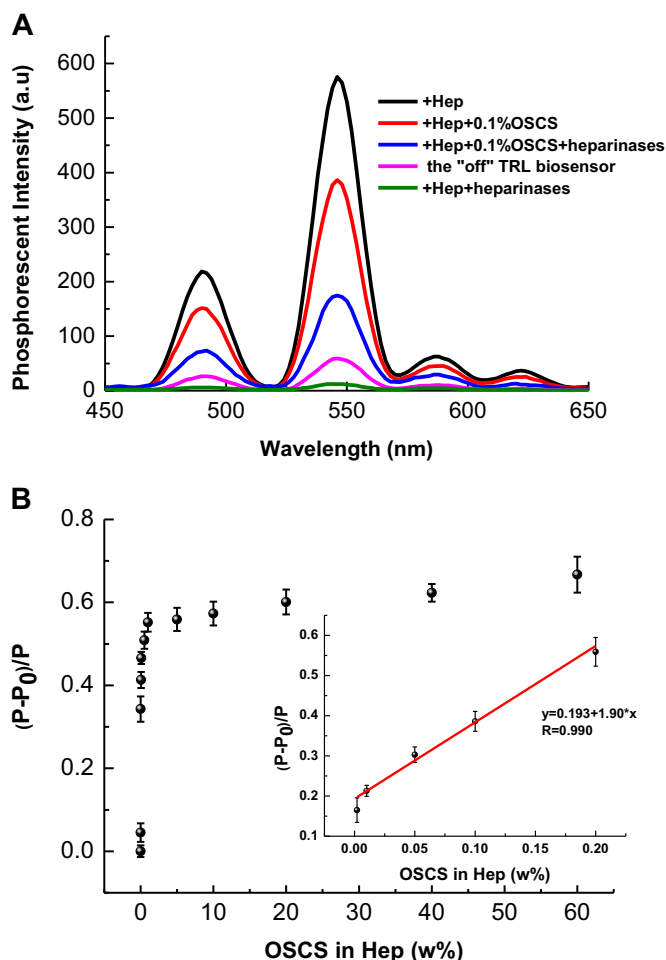 A
Phosphorescent Intensity (a.u)
600
500
400
300
200
100
0
+Hep
+Hep+0.1%OSCS
+Hep+0.1%OSCS+heparinases
the "off" TRL biosensor
+Hep+heparinases
450 500 550 600 650
Wavelength (nm)
B
(P-P0)/P
0.8
0.6
0.4
0.2
0.0
0 10 20 30 40 50 60
OSCS in Hep (w%)
(P-P0)/P
0.6
0.5
0.4
0.3
0.2
0.1
y=0.193+1.90*x
R=0.990
0.00 0.05 0.10 0.15 0.20
OSCS in Hep (w%)